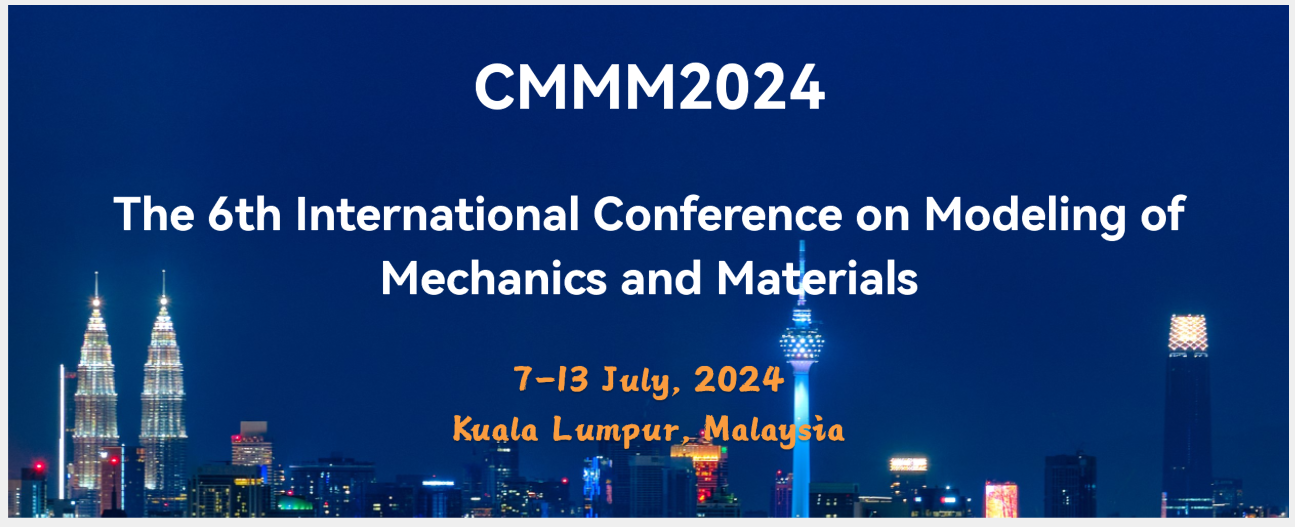 CMMM2024
The 6th International Conference on Modeling of
Mechanics and Materials
7-13 July, 2024
Kuala Lumpur, Malaysia